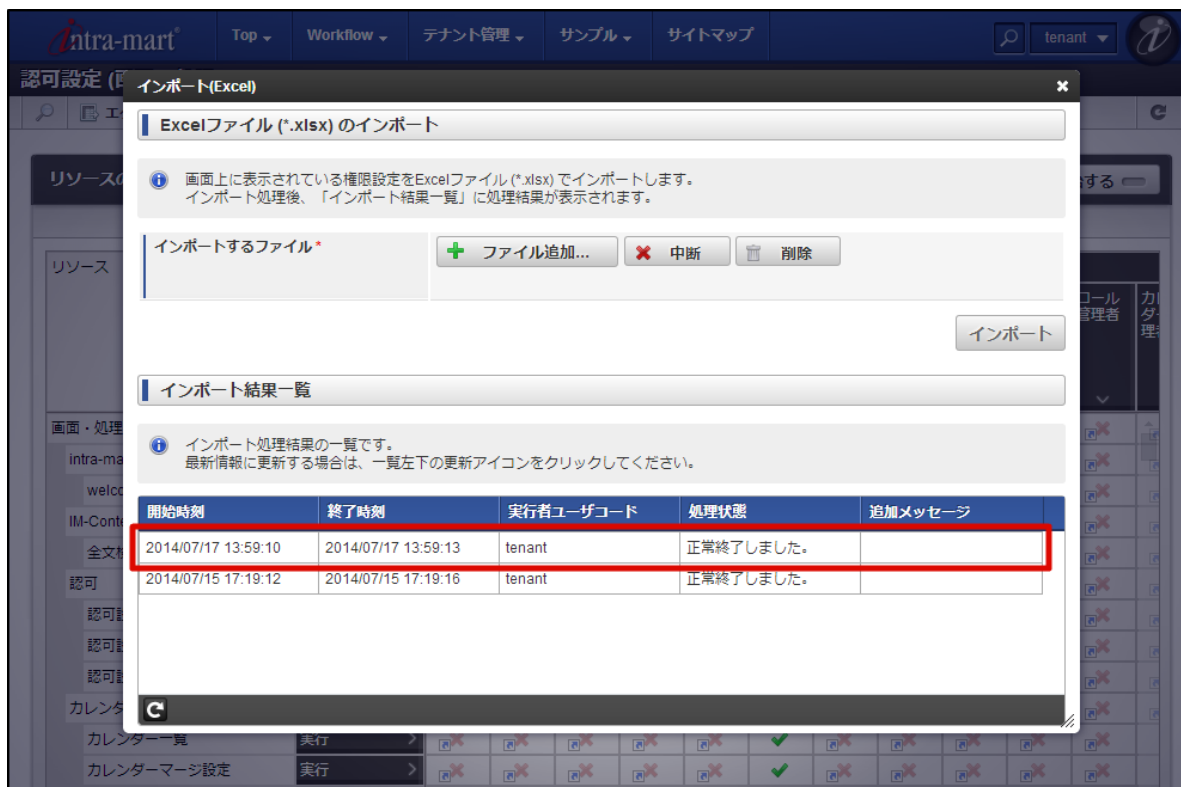 intra-mart®
Top
Workflow
テナント管理
サンプル
サイトマップ
tenant
認可設定 (
インポート(Excel)
Excelファイル (*.xlsx) のインポート
リソースの
画面上に表示されている権限設定をExcelファイル (*.xlsx) でインポートします。
インポート処理後、「インポート結果一覧」に処理結果が表示されます。
する
インポートするファイル*
ファイル追加...
中断
削除
リソース
ロール
管理者
インポート
インポート結果一覧
画面・処理
インポート処理結果の一覧です。
最新情報に更新する場合は、一覧左下の更新アイコンをクリックしてください。
intra-ma
welco
開始時刻 終了時刻 実行者ユーザコード 処理状態 追加メッセージ
IM-Conte
2014/07/17 13:59:10 2014/07/17 13:59:13 tenant 正常終了しました。
全文検
2014/07/15 17:19:12 2014/07/15 17:19:16 tenant 正常終了しました。
認可
認可設
認可設
認可設
カレンダ
カレンダー一覧 実行
カレンダーマージ設定 実行